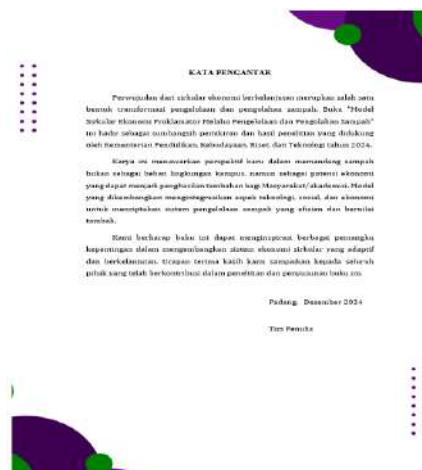 KATA PENGANTAR
Perwujudan dari sirkular ekonomi berkelanjutan merupkan salah satu
bentuk transformasi pengelolaan dan pengolahan sampah. Buku "Model
Sirkular Ekonomi Proklamator Melalui Pengelolaan dan Pengolahan Sampah"
ini hadir sebagai sumbangsih pemikiran dan hasil penelitian yang didukung
oleh Kementerian Pendidikan, Kebudayaan, Riset, dan Teknologi tahun 2024.
Karya ini menawarkan perspektif baru dalam memandang sampah
bukan sebagai beban lingkungan kampus, namun sebagai potensi ekonomi
yang dapat menjadi penghasilan tambahan bagi Masyarakat/akademisi. Model
yang dikembangkan mengintegrasikan aspek teknologi, sosial, dan ekonomi
untuk menciptakan sistem pengelolaan sampah yang efisien dan bernilai
tambah.
Kami berharap buku ini dapat menginspirasi berbagai pemangku
kepentingan dalam mengembangkan sistem ekonomi sirkular yang adaptif
dan berkelanjutan. Ucapan terima kasih kami sampaikan kepada seluruh
pihak yang telah berkontribusi dalam penelitian dan penyusunan buku ini.
Padang, Desember 2024
Tim Penulis